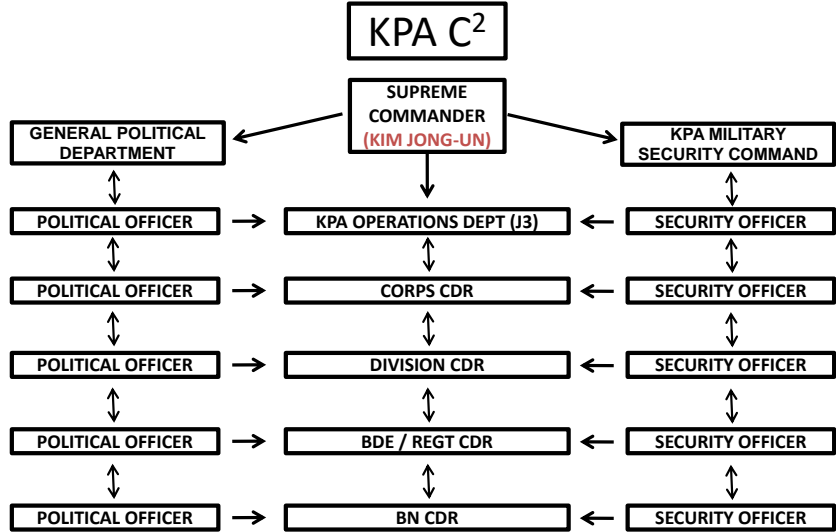 KPA C²
SUPREME
COMMANDER
(KIM JONG-UN)
GENERAL POLITICAL
DEPARTMENT
KPA MILITARY
SECURITY COMMAND
POLITICAL OFFICER
KPA OPERATIONS DEPT (J3)
SECURITY OFFICER
POLITICAL OFFICER
CORPS CDR
SECURITY OFFICER
POLITICAL OFFICER
DIVISION CDR
SECURITY OFFICER
POLITICAL OFFICER
BDE / REGT CDR
SECURITY OFFICER
POLITICAL OFFICER
BN CDR
SECURITY OFFICER